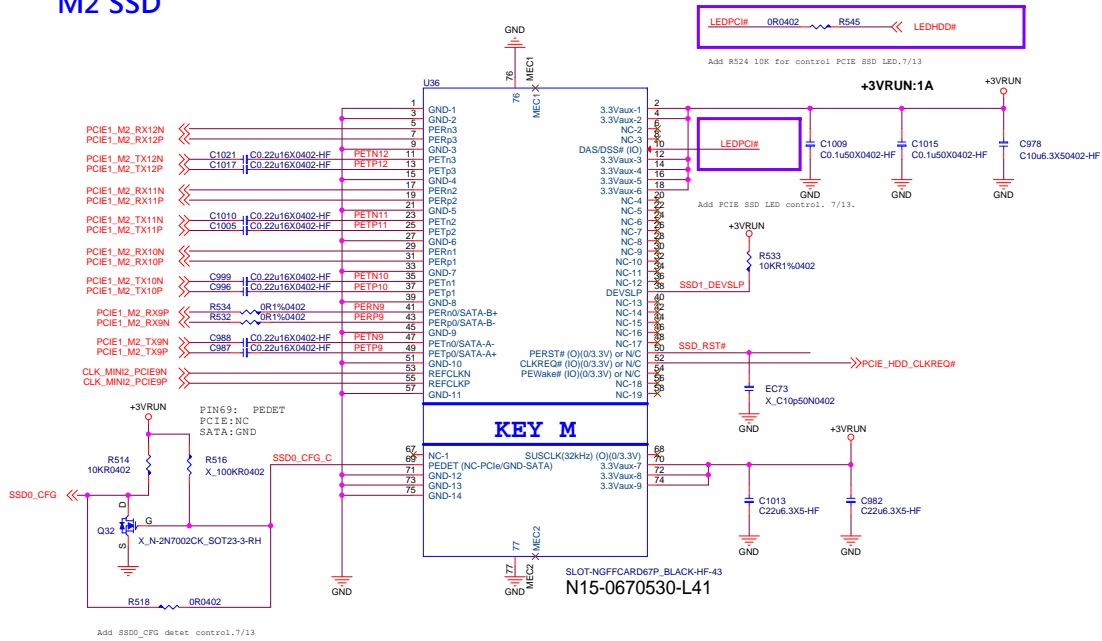 M2 SSD
LEDPCI# 0R0402 R545 LEDHDD#
Add R524 10K for control PCIE SSD LED.7/13
+3VRUN:1A
+3VRUN
GND
76 MEC1
U36
76 MEC1
1 GND-1 3.3Vaux-1 2
3 GND-2 3.3Vaux-2 4
PCIE1_M2_RX12N 5 PERn3 NC-2 6
PCIE1_M2_RX12P 7 PERp3 NC-3 8
9 GND-3 DAS/DSS# (IO) 10 LEDPCI#
PCIE1_M2_TX12N C1021 C0.22u16X0402-HF PETN12 11 PETn3 3.3Vaux-3 12
PCIE1_M2_TX12P C1017 C0.22u16X0402-HF PETP12 13 PETp3 3.3Vaux-4 14
15 GND-4 3.3Vaux-5 16
PCIE1_M2_RX11N 17 PERn2 3.3Vaux-6 18
PCIE1_M2_RX11P 19 PERp2 NC-4 20
21 GND-5 NC-5 22
PCIE1_M2_TX11N C1010 C0.22u16X0402-HF PETN11 23 PETn2 NC-6 24
PCIE1_M2_TX11P C1005 C0.22u16X0402-HF PETP11 25 PETp2 NC-7 26
27 GND-6 NC-8 28
PCIE1_M2_RX10N 29 PERn1 NC-9 30
PCIE1_M2_RX10P 31 PERp1 NC-10 32
33 GND-7 NC-11 34
PCIE1_M2_TX10N C999 C0.22u16X0402-HF PETN10 35 PETn1 NC-12 36
PCIE1_M2_TX10P C996 C0.22u16X0402-HF PETP10 37 PETp1 DEVSLP 38 SSD1_DEVSLP
39 GND-8 NC-13 40
PCIE1_M2_RX9P R534 0R1%0402 PERN9 41 PERn0/SATA-B+ NC-14 42
PCIE1_M2_RX9N R532 0R1%0402 PERP9 43 PERp0/SATA-B- NC-15 44
45 GND-9 NC-16 46
PCIE1_M2_TX9N C988 C0.22u16X0402-HF PETN9 47 PETn0/SATA-A- NC-17 48
PCIE1_M2_TX9P C987 C0.22u16X0402-HF PETP9 49 PETp0/SATA-A+ PERST# (O)(0/3.3V) or N/C 50 SSD_RST#
51 GND-10 CLKREQ# (IO)(0/3.3V) or N/C 52 PCIE_HDD_CLKREQ#
CLK_MINI2_PCIE9N 53 REFCLKN PEWake# (IO)(0/3.3V) or N/C 54
CLK_MINI2_PCIE9P 55 REFCLKP NC-18 56
57 GND-11 NC-19 58
C1009
C0.1u50X0402-HF
GND
C1015
C0.1u50X0402-HF
GND
C978
C10u6.3X50402-HF
GND
Add PCIE SSD LED control. 7/13.
+3VRUN
R533
10KR1%0402
EC73
X_C10p50N0402
GND
KEY M
67 NC-1 SUSCLK(32kHz) (O)(0/3.3V) 68
SSD0_CFG_C 69 PEDET (NC-PCIe/GND-SATA) 3.3Vaux-7 70
71 GND-12 3.3Vaux-8 72
73 GND-13 3.3Vaux-9 74
75 GND-14
+3VRUN
C1013
C22u6.3X5-HF
GND
C982
C22u6.3X5-HF
GND
+3VRUN
PIN69: PEDET
PCIE:NC
SATA:GND
R514
10KR0402
R516
X_100KR0402
SSD0_CFG
D
G
S
Q32
X_N-2N7002CK_SOT23-3-RH
GND
77 MEC2
77 MEC2
GND
SLOT-NGFFCARD67P_BLACK-HF-43
N15-0670530-L41
R518 0R0402
Add SSD0_CFG detet control.7/13